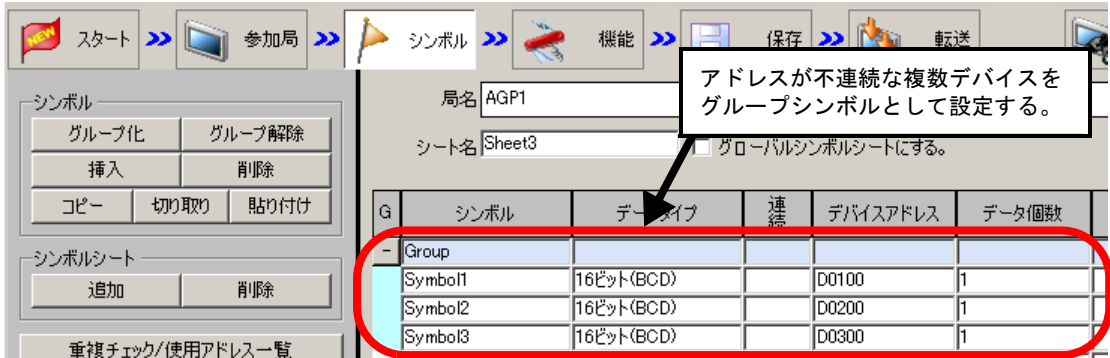 NEW スタート >> 参加局 >> シンボル >> 機能 >> 保存 >> 転送
アドレスが不連続な複数デバイスを
グループシンボルとして設定する。
シンボル
グループ化 グループ解除
挿入 削除
コピー 切り取り 貼り付け
シンボルシート
追加 削除
重複チェック/使用アドレス一覧
局名 AGP1
シート名 Sheet3 グローバルシンボルシートにする。
G シンボル データタイプ 連続 デバイスアドレス データ個数
- Group
Symbol1 16ビット(BCD) D0100 1
Symbol2 16ビット(BCD) D0200 1
Symbol3 16ビット(BCD) D0300 1